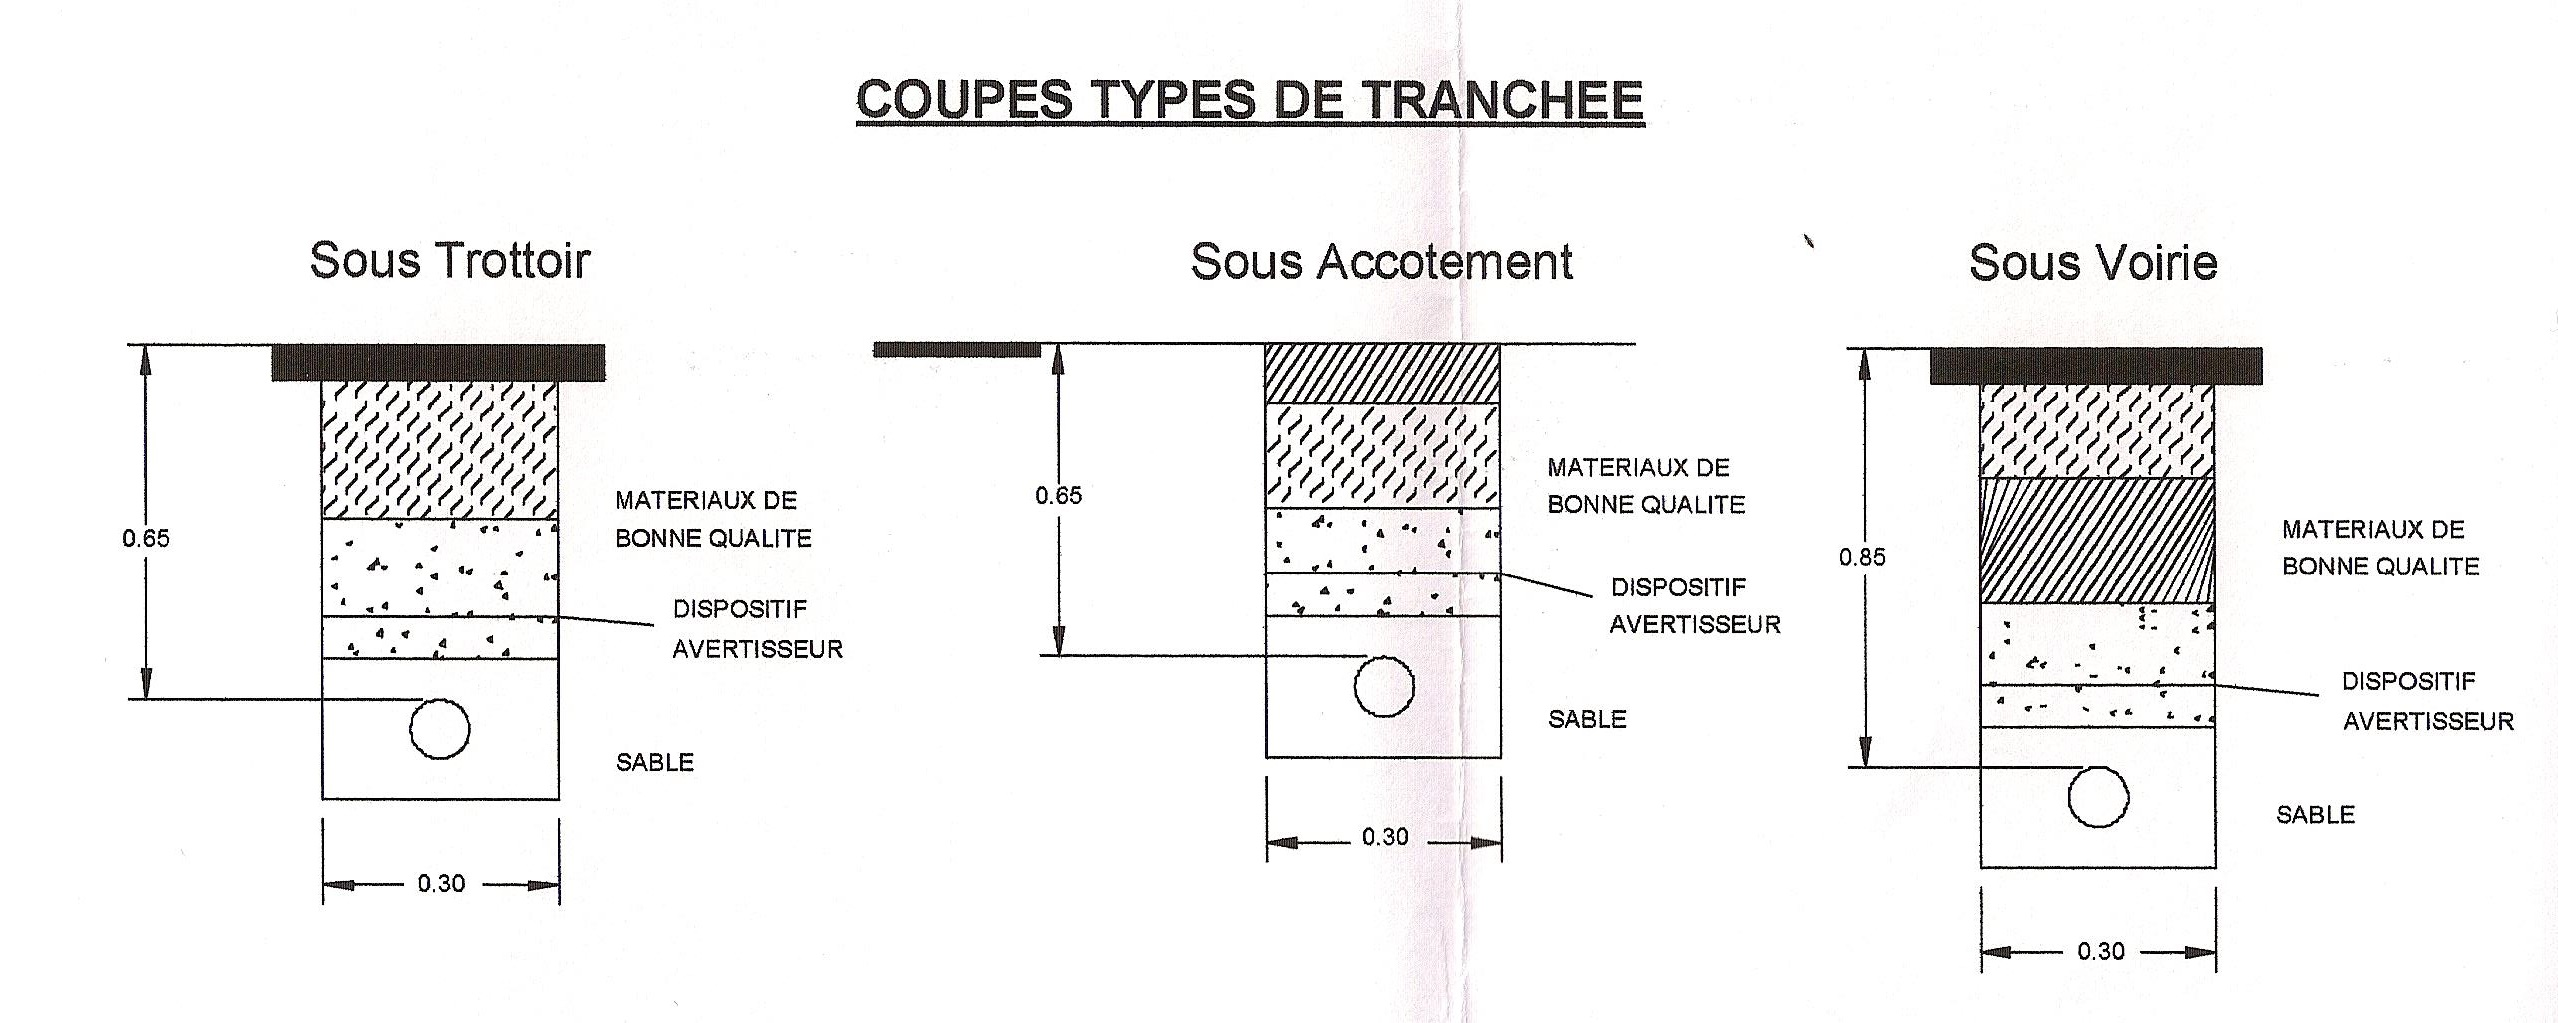 COUPES TYPES DE TRANCHEE
Sous Trottoir
0.65
MATERIAUX DE
BONNE QUALITE
DISPOSITIF
AVERTISSEUR
SABLE
0.30
Sous Accotement
0.65
MATERIAUX DE
BONNE QUALITE
DISPOSITIF
AVERTISSEUR
SABLE
0.30
Sous Voirie
0.85
MATERIAUX DE
BONNE QUALITE
DISPOSITIF
AVERTISSEUR
SABLE
0.30